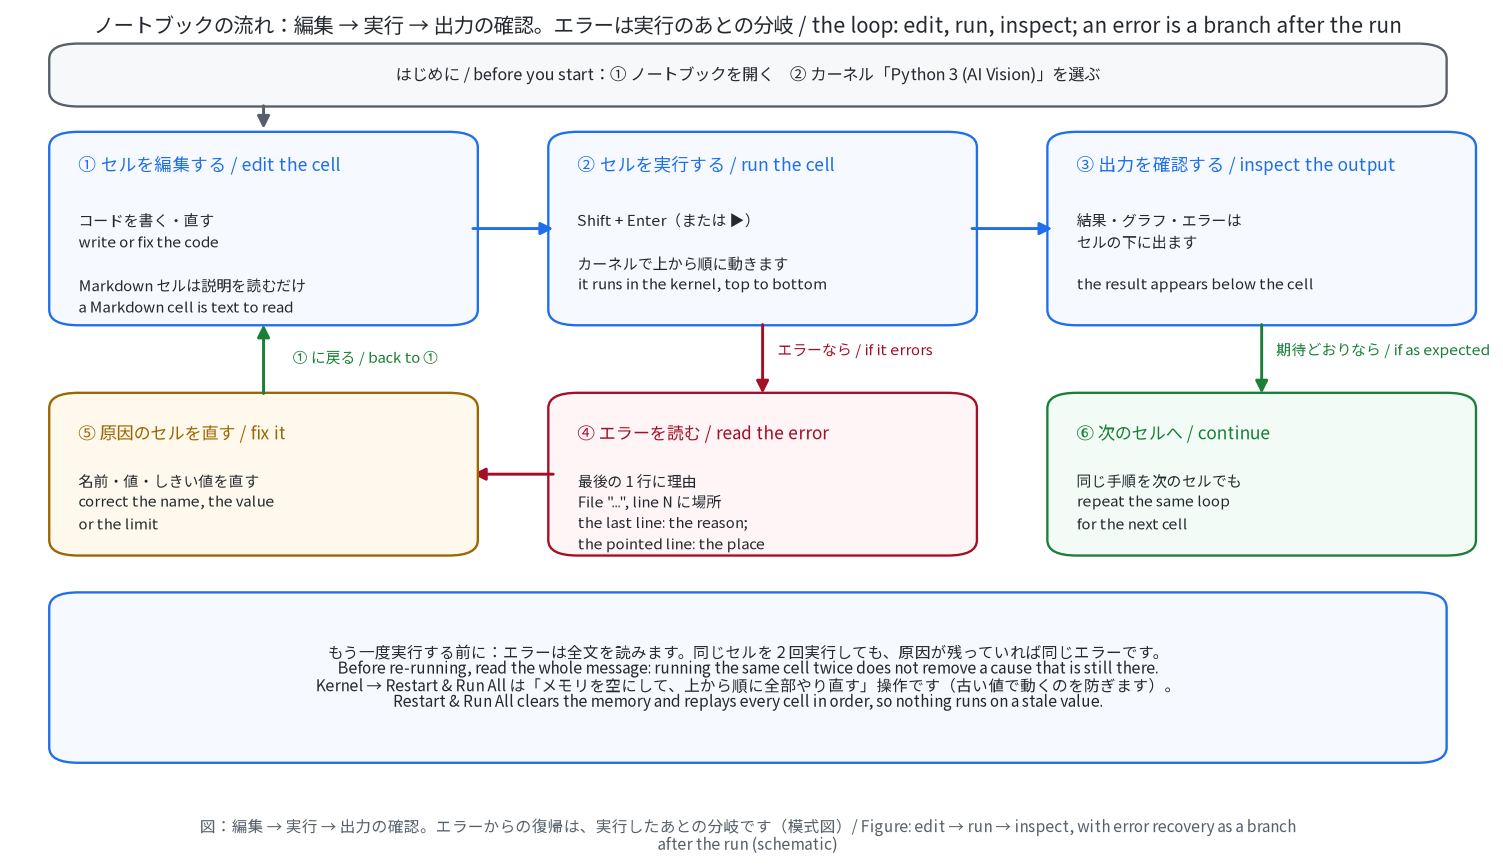 ノートブックの流れ：編集 → 実行 → 出力の確認。エラーは実行のあとの分岐 / the loop: edit, run, inspect; an error is a branch after the run
はじめに / before you start：① ノートブックを開く　② カーネル「Python 3 (AI Vision)」を選ぶ
① セルを編集する / edit the cell
コードを書く・直す
write or fix the code
Markdown セルは説明を読むだけ
a Markdown cell is text to read
② セルを実行する / run the cell
Shift + Enter（または ▶）
カーネルで上から順に動きます
it runs in the kernel, top to bottom
③ 出力を確認する / inspect the output
結果・グラフ・エラーは
セルの下に出ます
the result appears below the cell
① に戻る / back to ①
エラーなら / if it errors
期待どおりなら / if as expected
⑤ 原因のセルを直す / fix it
名前・値・しきい値を直す
correct the name, the value
or the limit
④ エラーを読む / read the error
最後の 1 行に理由
File "...", line N に場所
the last line: the reason;
the pointed line: the place
⑥ 次のセルへ / continue
同じ手順を次のセルでも
repeat the same loop
for the next cell
もう一度実行する前に：エラーは全文を読みます。同じセルを 2 回実行しても、原因が残っていれば同じエラーです。
Before re-running, read the whole message: running the same cell twice does not remove a cause that is still there.
Kernel → Restart & Run All は「メモリを空にして、上から順に全部やり直す」操作です（古い値で動くのを防ぎます）。
Restart & Run All clears the memory and replays every cell in order, so nothing runs on a stale value.
図：編集 → 実行 → 出力の確認。エラーからの復帰は、実行したあとの分岐です（模式図）/ Figure: edit → run → inspect, with error recovery as a branch
after the run (schematic)